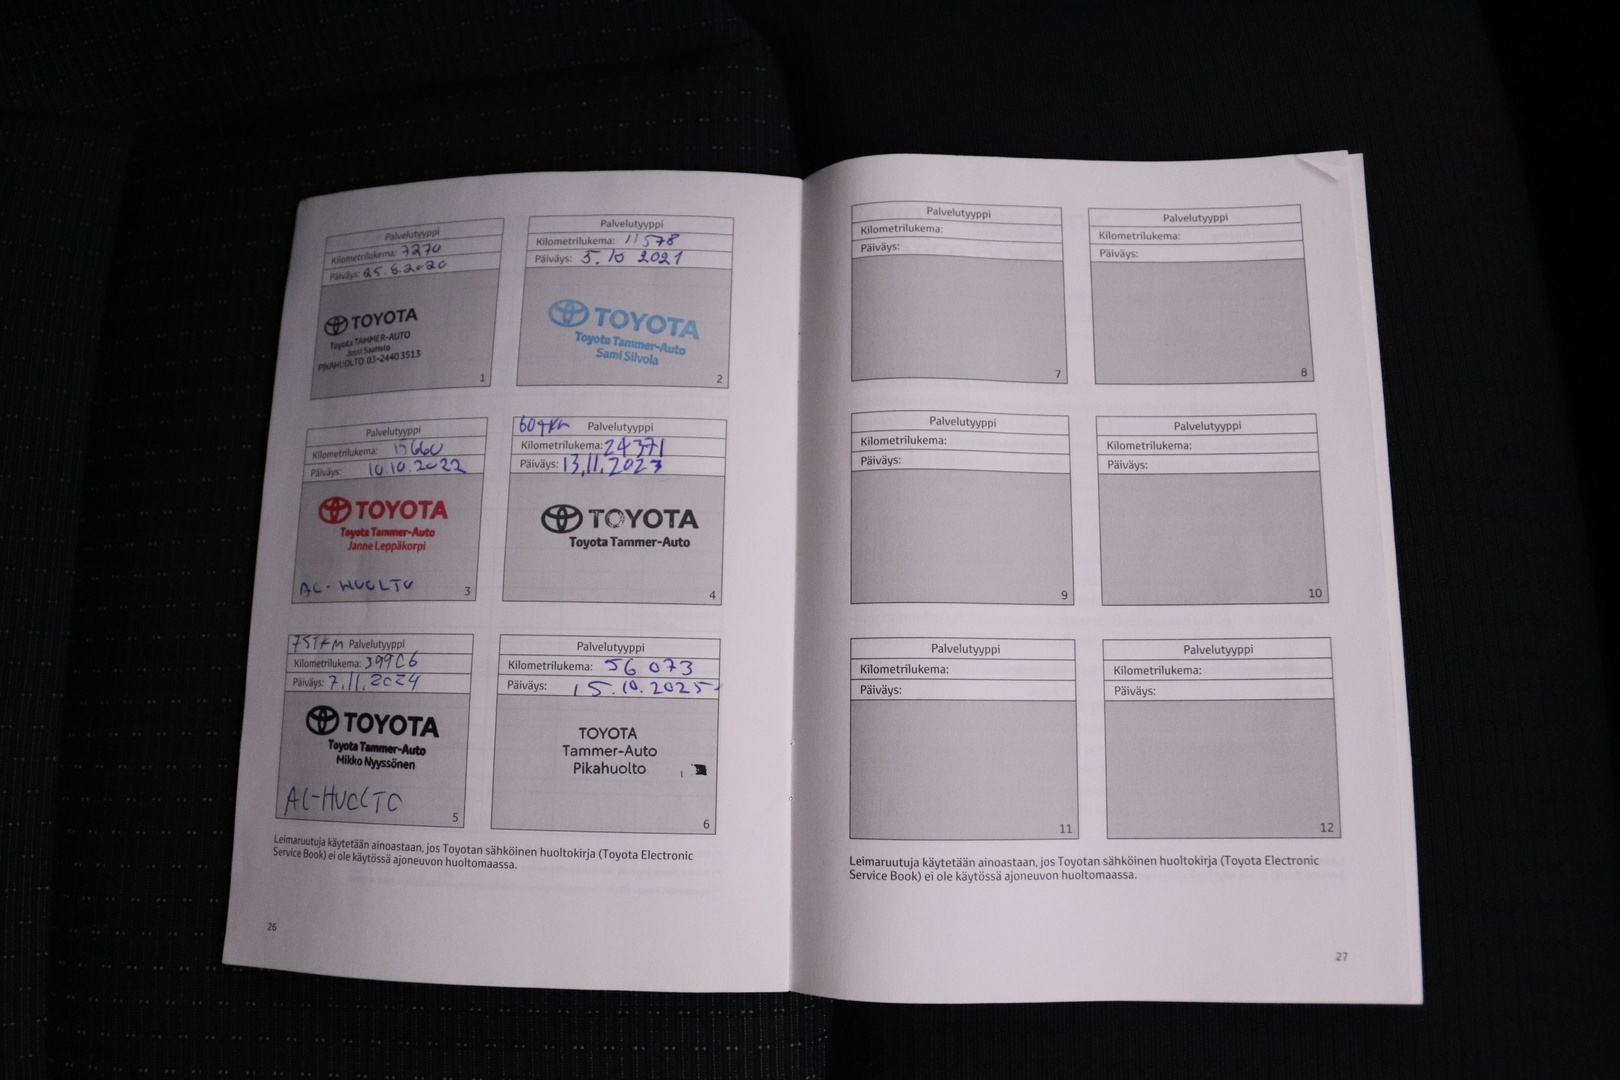 Palvelutyyppi
Kilometrilukema: 7270
Päiväys: 25.8.2020
TOYOTA
Toyota TAMMER-AUTO
Jussi Saaristo
PIKAHUOLTO 03-2440 3513
1
Palvelutyyppi
Kilometrilukema: 11578
Päiväys: 5.10 2021
TOYOTA
Toyota Tammer-Auto
Sami Silvola
2
Palvelutyyppi
Kilometrilukema: 17660
Päiväys: 10.10.2022
TOYOTA
Toyota Tammer-Auto
Janne Leppäkorpi
AC-HUOLTO
3
Palvelutyyppi
Kilometrilukema: 24371
Päiväys: 13.11.2023
TOYOTA
Toyota Tammer-Auto
4
75TKM Palvelutyyppi
Kilometrilukema: 39906
Päiväys: 7.11.2024
TOYOTA
Toyota Tammer-Auto
Mikko Nyyssönen
AC-HUOLTO
5
Palvelutyyppi
Kilometrilukema: 56 073
Päiväys: 15.10.2025
TOYOTA
Tammer-Auto
Pikahuolto
6
Leimaruutuja käytetään ainoastaan, jos Toyotan sähköinen huoltokirja (Toyota Electronic
Service Book) ei ole käytössä ajoneuvon huoltomaassa.
26
Palvelutyyppi
Kilometrilukema:
Päiväys:
7
Palvelutyyppi
Kilometrilukema:
Päiväys:
8
Palvelutyyppi
Kilometrilukema:
Päiväys:
9
Palvelutyyppi
Kilometrilukema:
Päiväys:
10
Palvelutyyppi
Kilometrilukema:
Päiväys:
11
Palvelutyyppi
Kilometrilukema:
Päiväys:
12
Leimaruutuja käytetään ainoastaan, jos Toyotan sähköinen huoltokirja (Toyota Electronic
Service Book) ei ole käytössä ajoneuvon huoltomaassa.
27